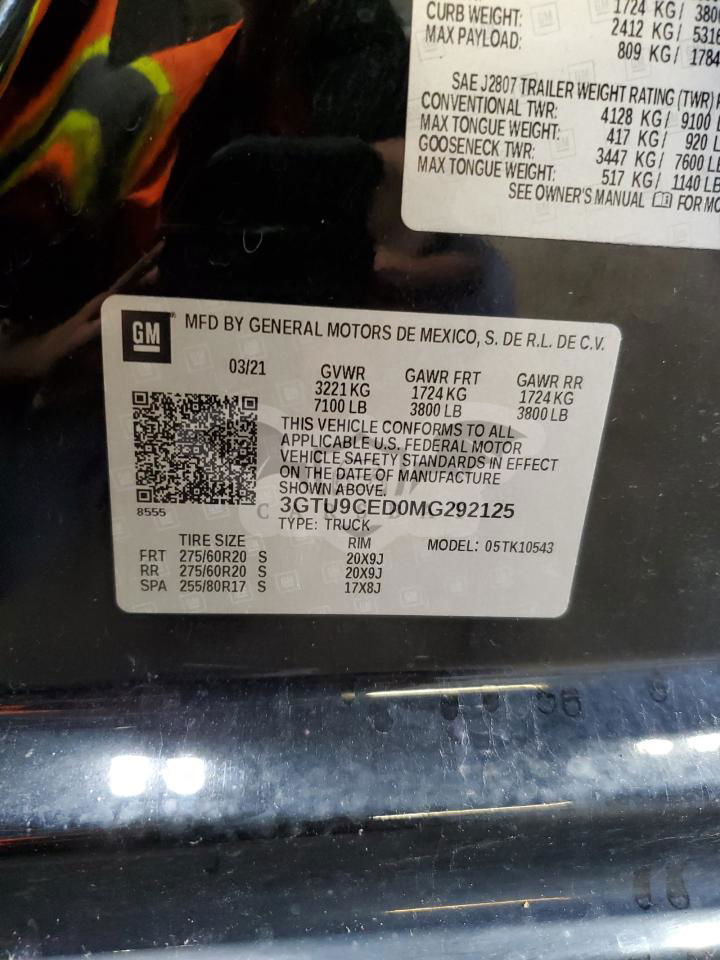 CURB WEIGHT: 1724 KG/ 380
MAX PAYLOAD: 2412 KG/ 5316
809 KG/ 1784
SAE J2807 TRAILER WEIGHT RATING (TWR)
CONVENTIONAL TWR: 4128 KG/ 9100
MAX TONGUE WEIGHT: 417 KG/ 920 L
GOOSENECK TWR: 3447 KG/ 7600 LB
MAX TONGUE WEIGHT: 517 KG/ 1140 LB
SEE OWNER'S MANUAL FOR MO
GM MFD BY GENERAL MOTORS DE MEXICO, S. DE R.L. DE C.V.
03/21 GVWR GAWR FRT GAWR RR
3221 KG 1724 KG 1724 KG
7100 LB 3800 LB 3800 LB
THIS VEHICLE CONFORMS TO ALL
APPLICABLE U.S. FEDERAL MOTOR
VEHICLE SAFETY STANDARDS IN EFFECT
ON THE DATE OF MANUFACTURE
SHOWN ABOVE.
8555 3GTU9CED0MG292125
TYPE: TRUCK
TIRE SIZE RIM MODEL: 05TK10543
FRT 275/60R20 S 20X9J
RR 275/60R20 S 20X9J
SPA 255/80R17 S 17X8J